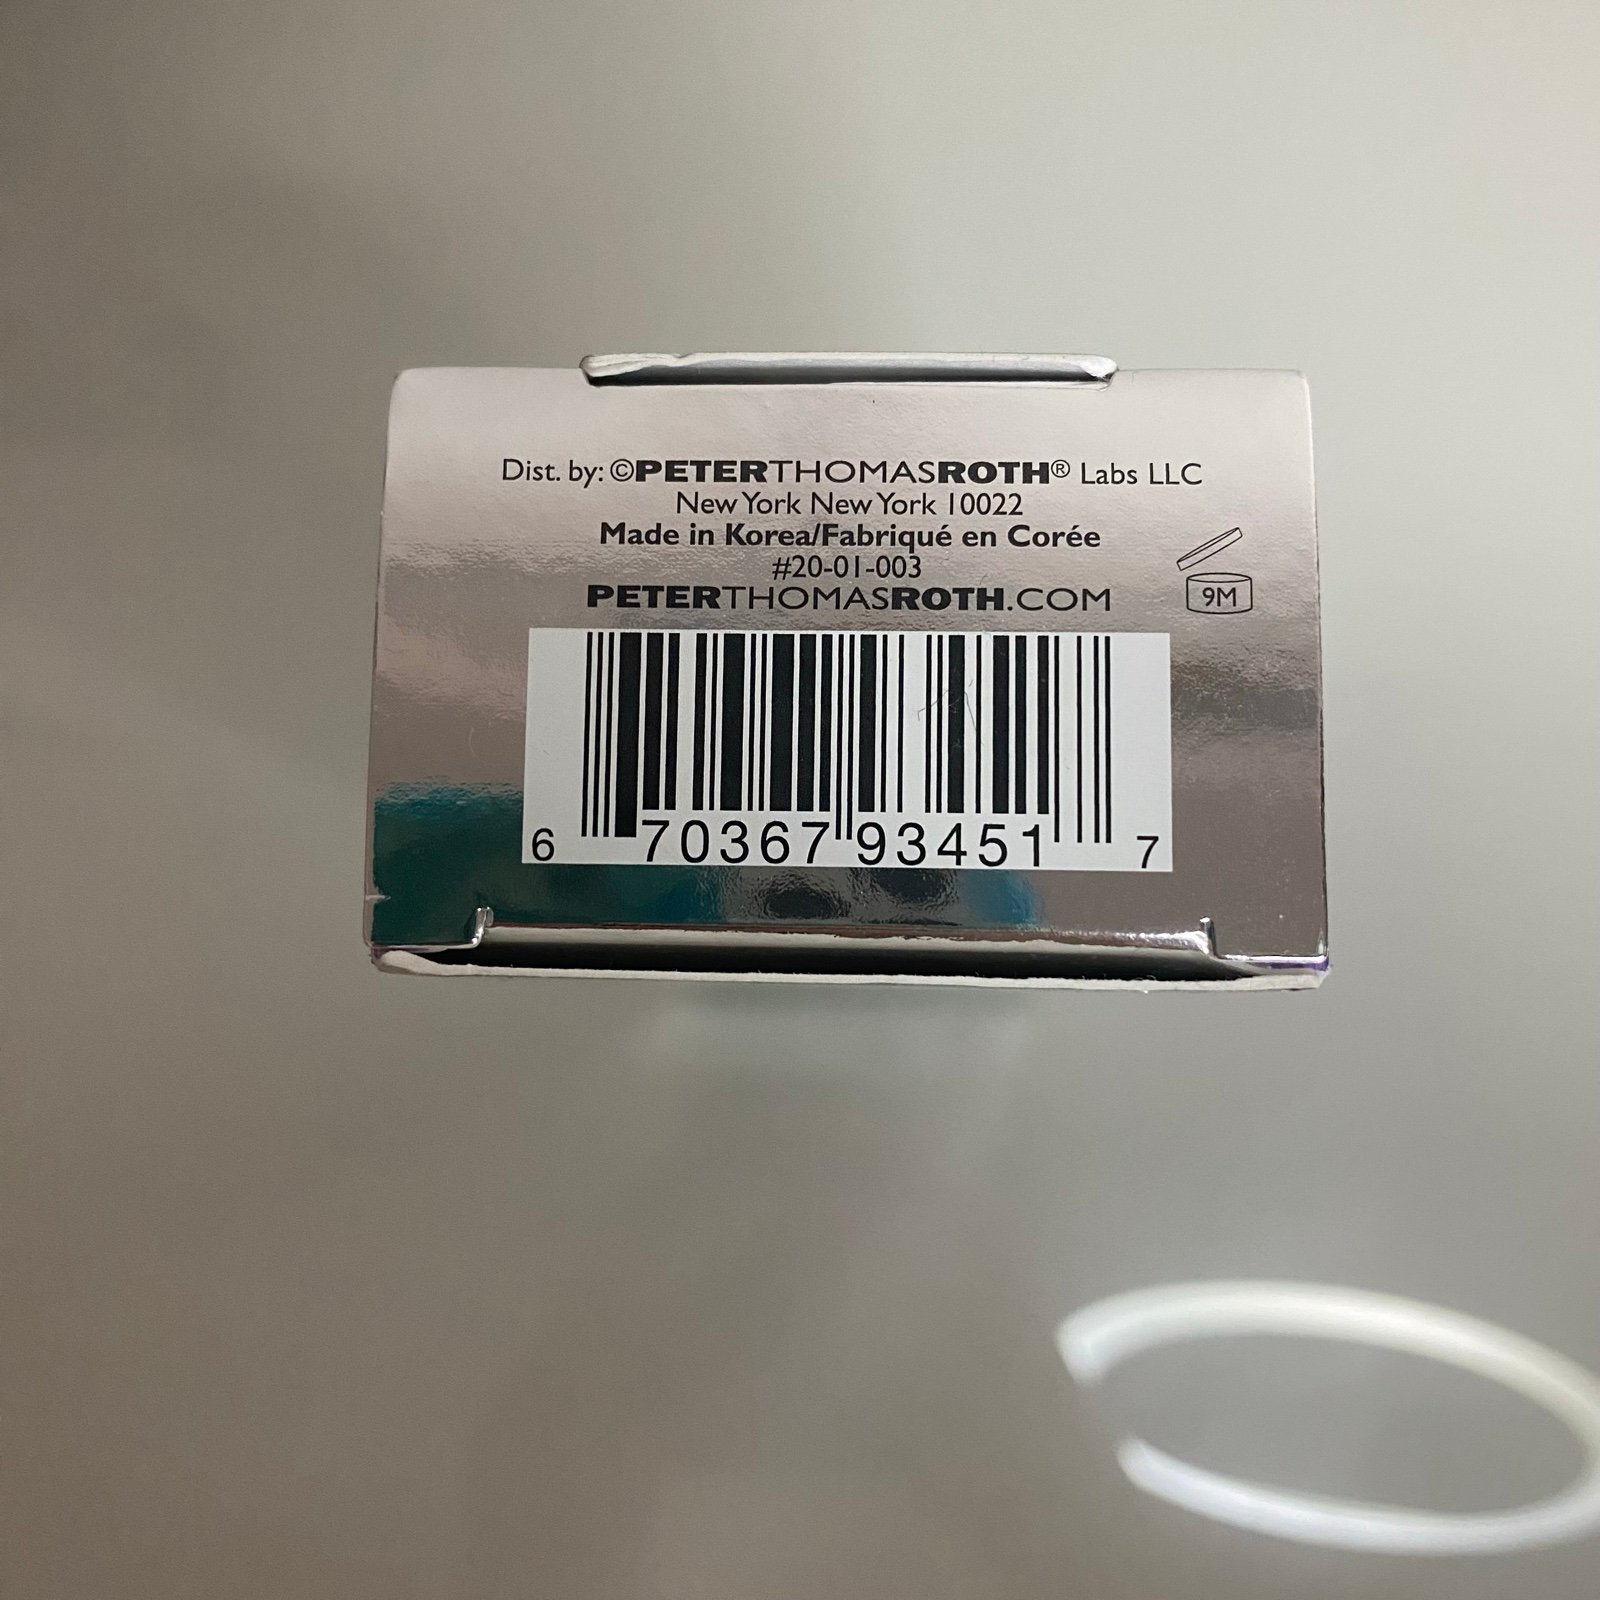 Dist. by: ©PETERTHOMASROTH® Labs LLC
New York New York 10022
Made in Korea/Fabriqué en Corée
#20-01-003
PETERTHOMASROTH.COM
9M
6 70367 93451 7